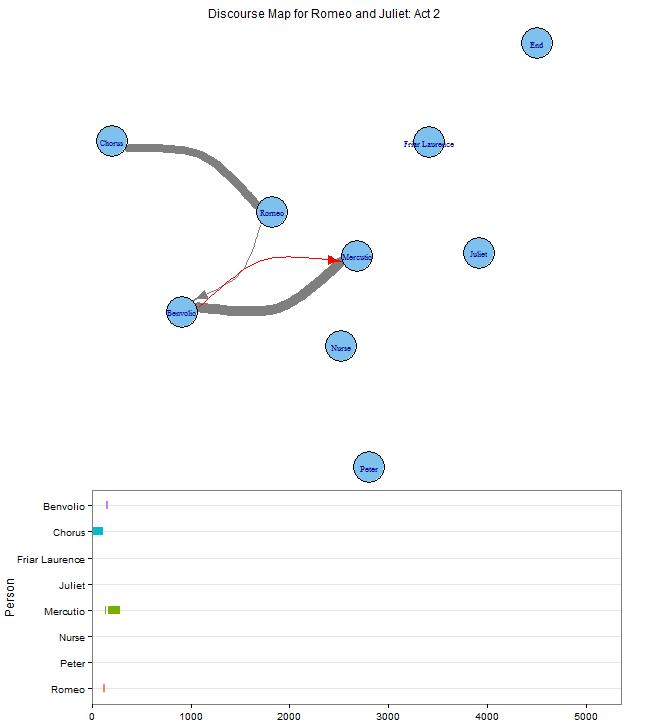 Discourse Map for Romeo and Juliet: Act 2
End
Chorus
Friar Laurence
Romeo
Mercutio
Juliet
Benvolio
Nurse
Peter
Person
Benvolio
Chorus
Friar Laurence
Juliet
Mercutio
Nurse
Peter
Romeo
0 1000 2000 3000 4000 5000